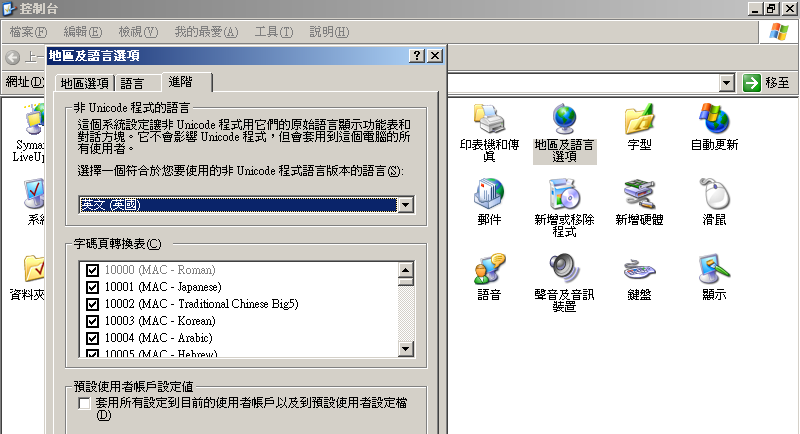 控制台
檔案(F) 編輯(E) 檢視(V) 我的最愛(A) 工具(T) 說明(H)
上一
網址(D)
移至
地區及語言選項
地區選項 語言 進階
非 Unicode 程式的語言
這個系統設定讓非 Unicode 程式用它們的原始語言顯示功能表和
對話方塊。它不會影響 Unicode 程式，但會套用到這個電腦的所
有使用者。
選擇一個符合於您要使用的非 Unicode 程式語言版本的語言(S):
英文 (英國)
字碼頁轉換表(C)
10000 (MAC - Roman)
10001 (MAC - Japanese)
10002 (MAC - Traditional Chinese Big5)
10003 (MAC - Korean)
10004 (MAC - Arabic)
10005 (MAC - Hebrew)
預設使用者帳戶設定值
套用所有設定到目前的使用者帳戶以及到預設使用者設定檔
(D)
Syma
LiveU
系
資料夾
印表機和傳
真
地區及語言
選項
字型
自動更新
郵件
新增或移除
程式
新增硬體
滑鼠
語音
聲音及音訊
裝置
鍵盤
顯示